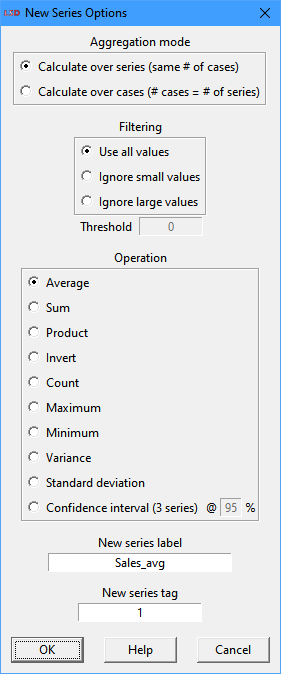 New Series Options
Aggregation mode
Calculate over series (same # of cases)
Calculate over cases (# cases = # of series)
Filtering
Use all values
Ignore small values
Ignore large values
Threshold 0
Operation
Average
Sum
Product
Invert
Count
Maximum
Minimum
Variance
Standard deviation
Confidence interval (3 series) @ 95 %
New series label
Sales_avg
New series tag
1
OK Help Cancel